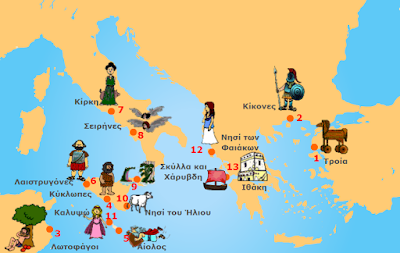 Κίρκη
7
Σειρήνες
8
Κίκονες
2
12
Νησί των
Φαιάκων
1
Τροία
Σκύλλα και
Χάρυβδη
13
Ιθάκη
Λαιστρυγόνες
6
9
Κύκλωπες
4
10
Καλυψώ
11
Νησί του Ήλιου
3
Λωτοφάγοι
5
Αίολος